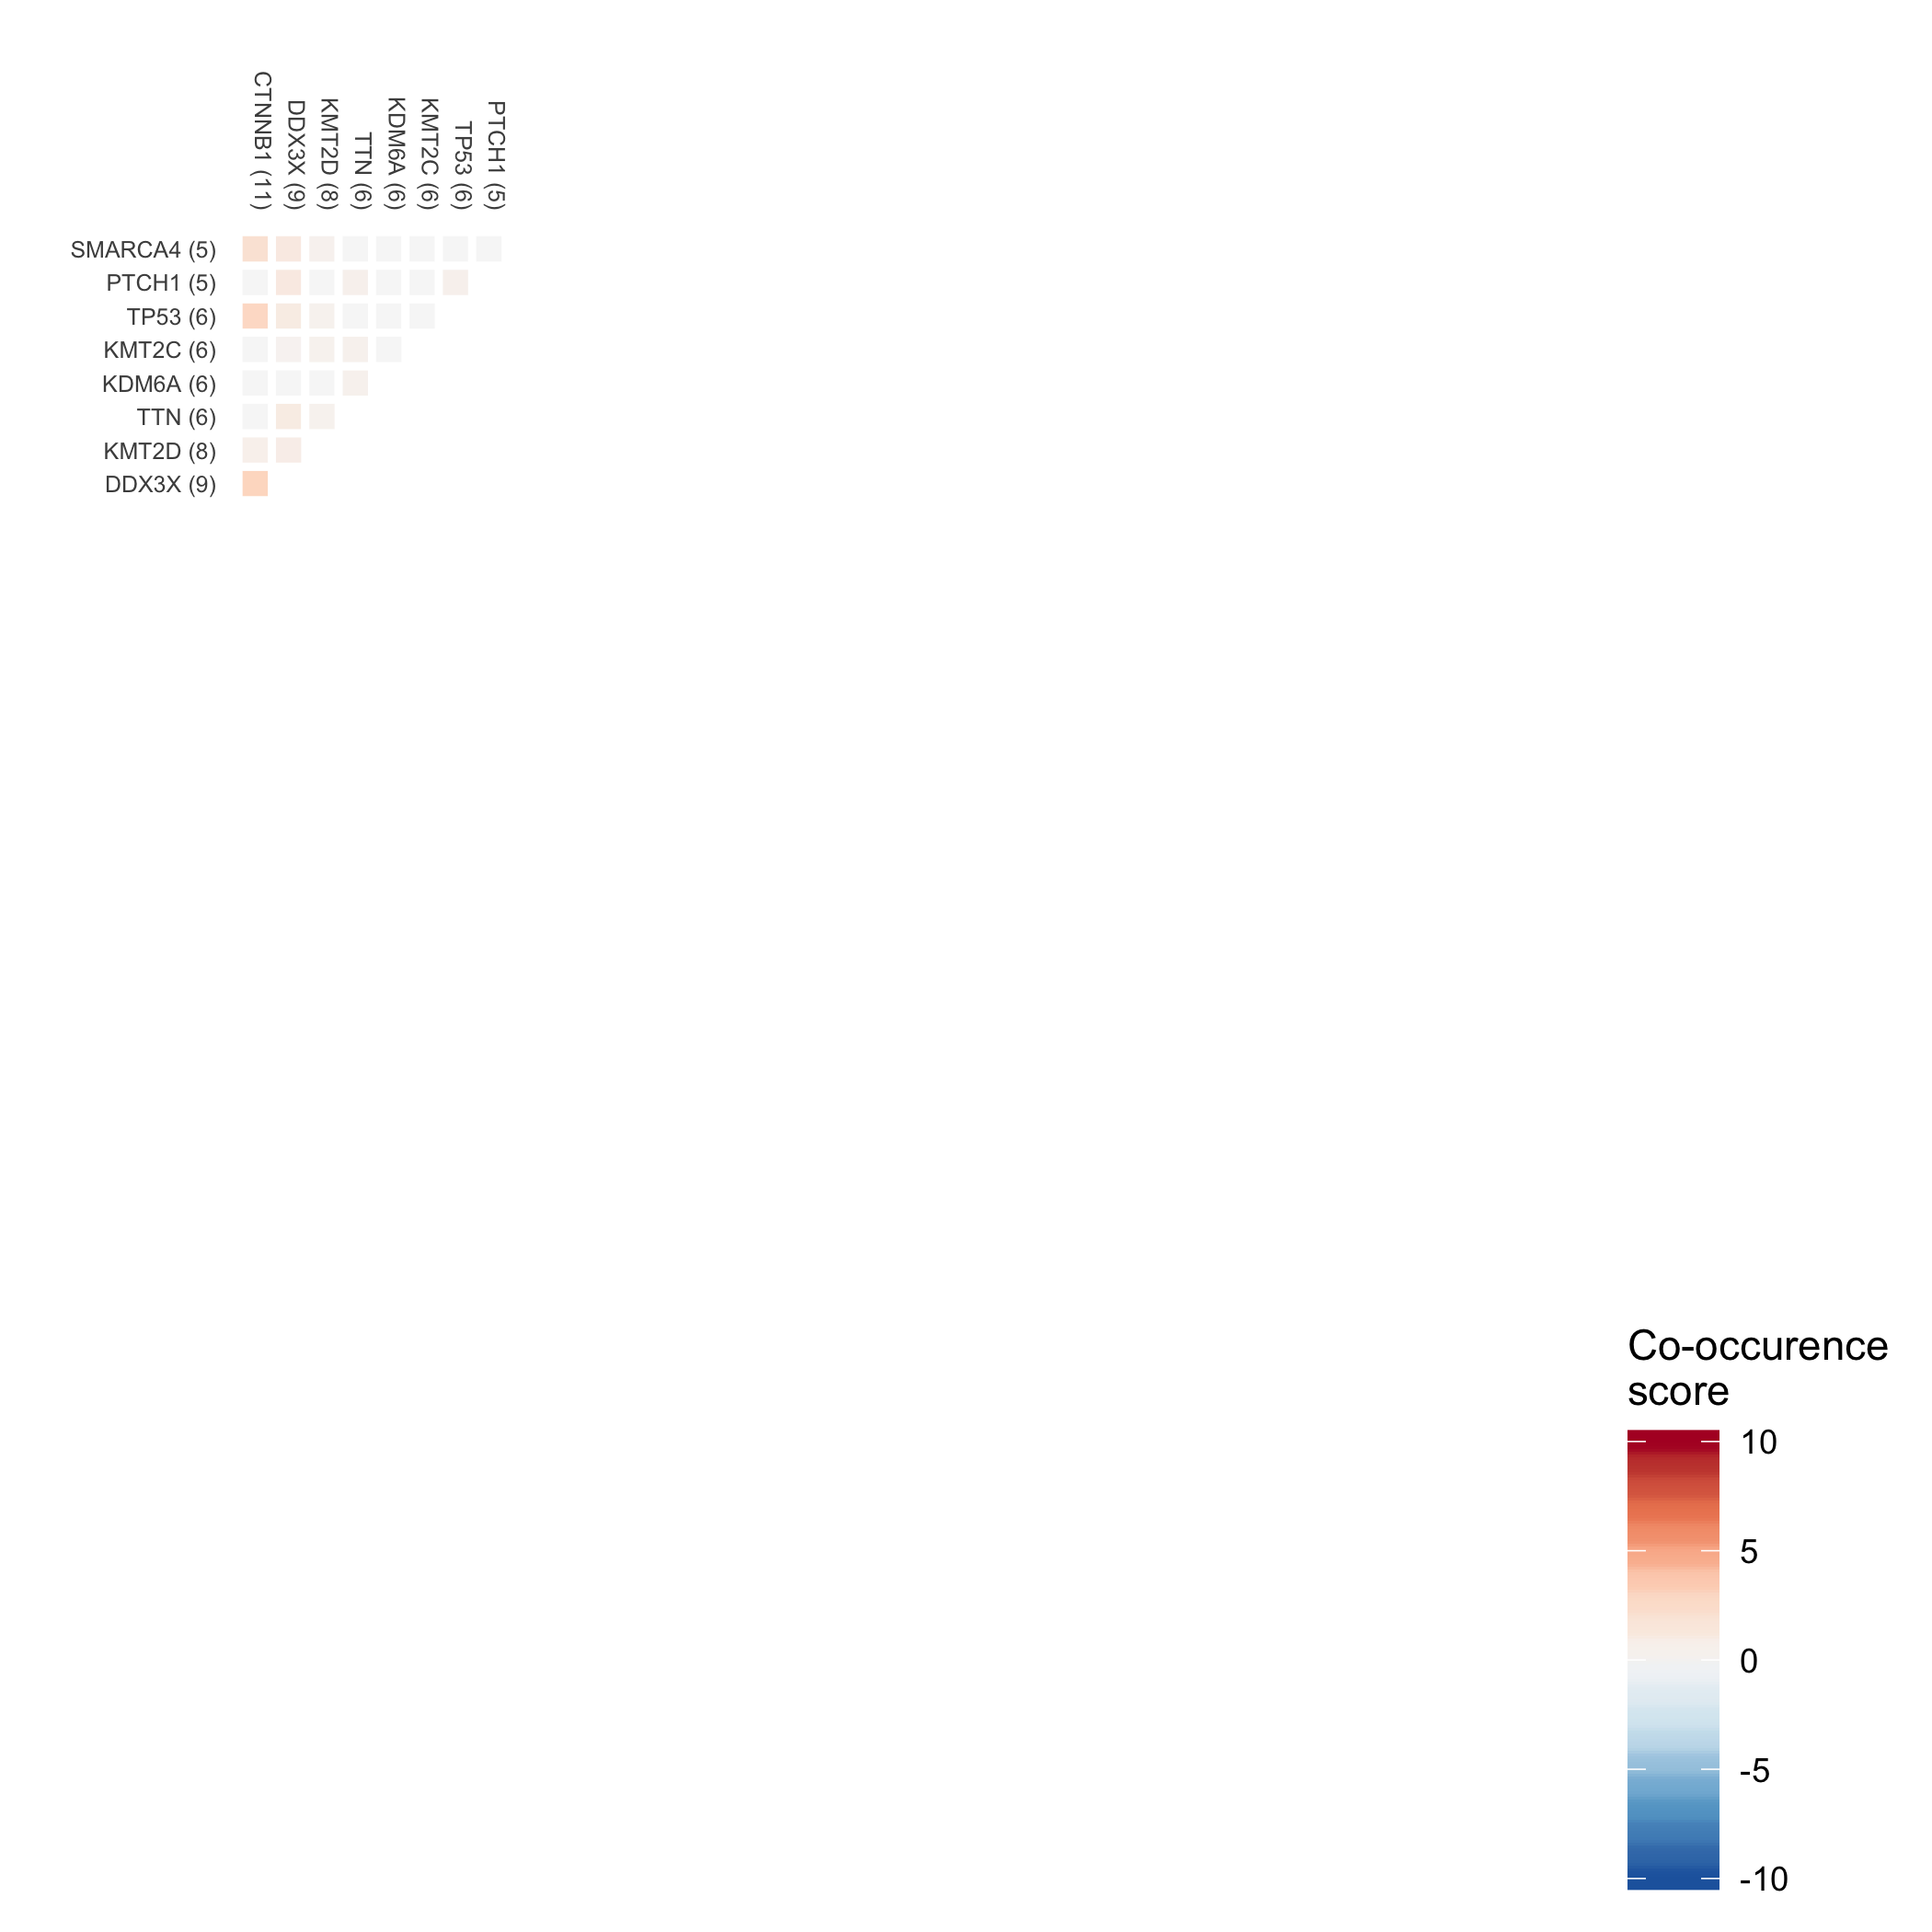 CTNNB1 (11)
DDX3X (9)
KMT2D (8)
TTN (6)
KDM6A (6)
KMT2C (6)
TP53 (6)
PTCH1 (5)
SMARCA4 (5)
PTCH1 (5)
TP53 (6)
KMT2C (6)
KDM6A (6)
TTN (6)
KMT2D (8)
DDX3X (9)
Co-occurence
score
10
5
0
-5
-10